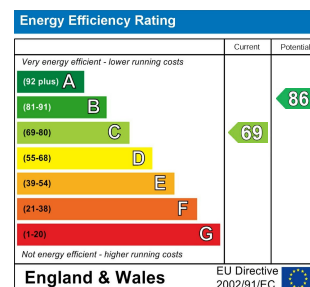 Energy Efficiency Rating
Current Potential
Very energy efficient - lower running costs
(92 plus) A
(81-91) B
86
(69-80) C
69
(55-68) D
(39-54) E
(21-38) F
(1-20) G
Not energy efficient - higher running costs
England & Wales
EU Directive
2002/91/EC